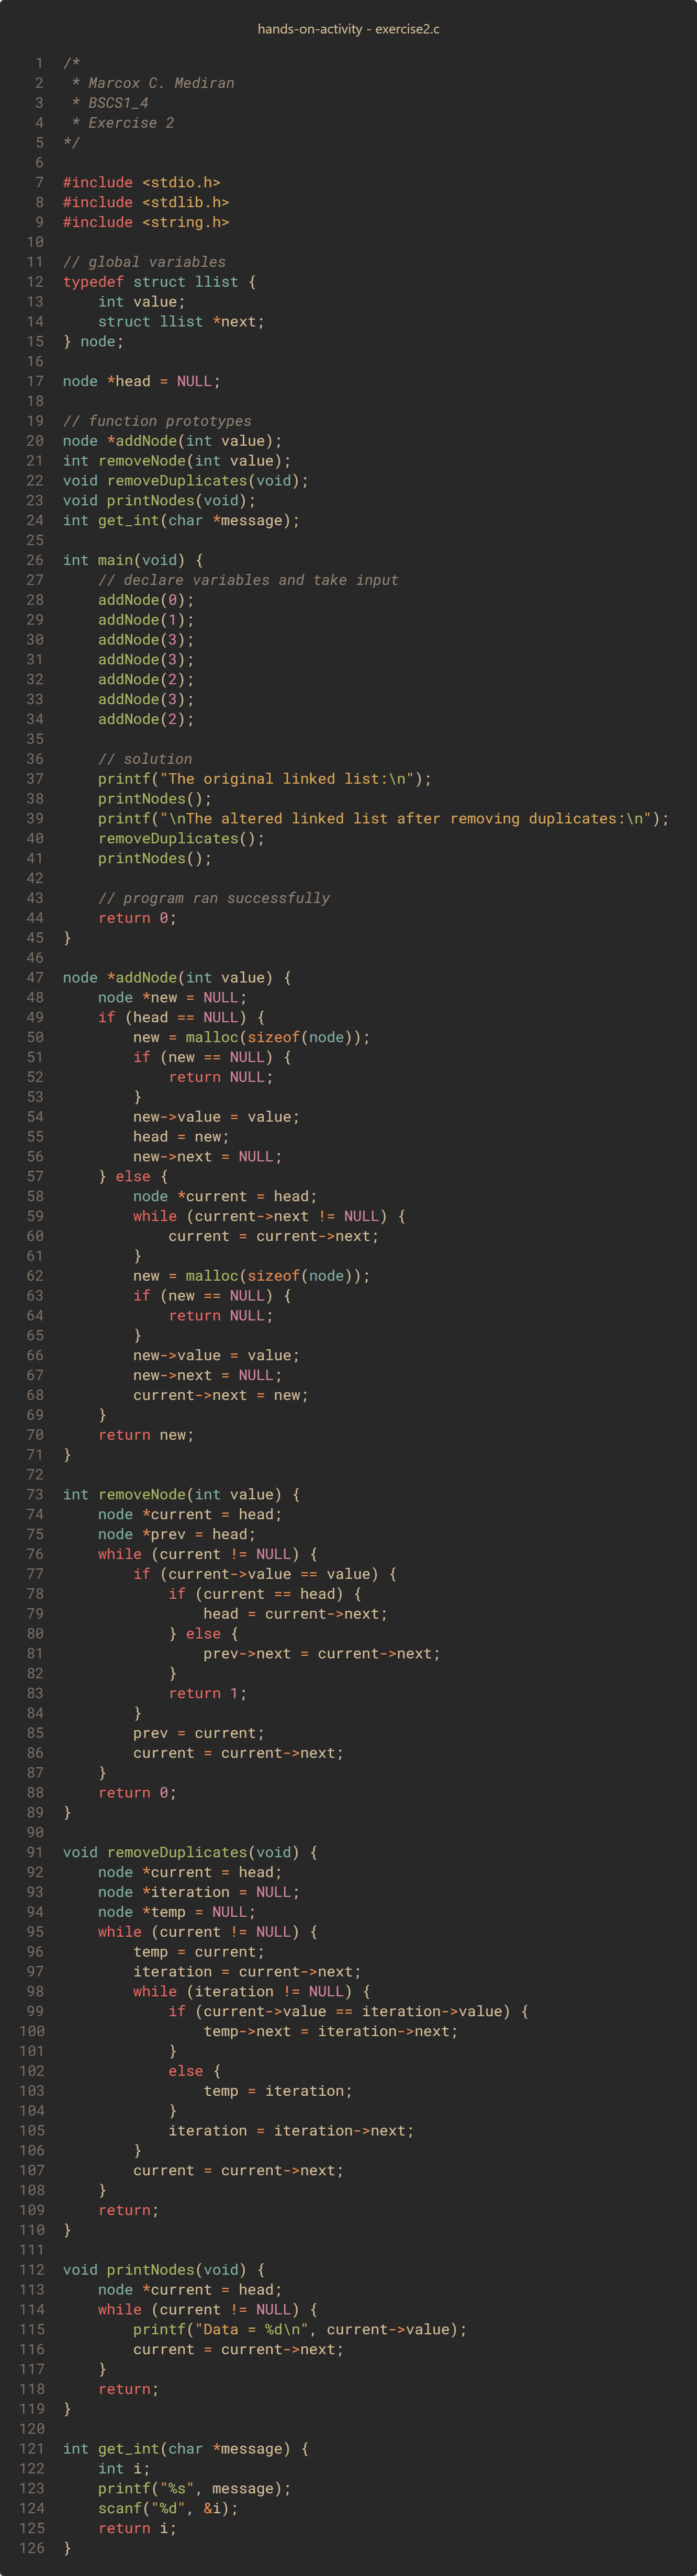 hands-on-activity - exercise2.c
1 /*
2  * Marcox C. Mediran
3  * BSCS1_4
4  * Exercise 2
5 */
6
7 #include <stdio.h>
8 #include <stdlib.h>
9 #include <string.h>
10
11 // global variables
12 typedef struct llist {
13     int value;
14     struct llist *next;
15 } node;
16
17 node *head = NULL;
18
19 // function prototypes
20 node *addNode(int value);
21 int removeNode(int value);
22 void removeDuplicates(void);
23 void printNodes(void);
24 int get_int(char *message);
25
26 int main(void) {
27     // declare variables and take input
28     addNode(0);
29     addNode(1);
30     addNode(3);
31     addNode(3);
32     addNode(2);
33     addNode(3);
34     addNode(2);
35
36     // solution
37     printf("The original linked list:\n");
38     printNodes();
39     printf("\nThe altered linked list after removing duplicates:\n");
40     removeDuplicates();
41     printNodes();
42
43     // program ran successfully
44     return 0;
45 }
46
47 node *addNode(int value) {
48     node *new = NULL;
49     if (head == NULL) {
50         new = malloc(sizeof(node));
51         if (new == NULL) {
52             return NULL;
53         }
54         new->value = value;
55         head = new;
56         new->next = NULL;
57     } else {
58         node *current = head;
59         while (current->next != NULL) {
60             current = current->next;
61         }
62         new = malloc(sizeof(node));
63         if (new == NULL) {
64             return NULL;
65         }
66         new->value = value;
67         new->next = NULL;
68         current->next = new;
69     }
70     return new;
71 }
72
73 int removeNode(int value) {
74     node *current = head;
75     node *prev = head;
76     while (current != NULL) {
77         if (current->value == value) {
78             if (current == head) {
79                 head = current->next;
80             } else {
81                 prev->next = current->next;
82             }
83             return 1;
84         }
85         prev = current;
86         current = current->next;
87     }
88     return 0;
89 }
90
91 void removeDuplicates(void) {
92     node *current = head;
93     node *iteration = NULL;
94     node *temp = NULL;
95     while (current != NULL) {
96         temp = current;
97         iteration = current->next;
98         while (iteration != NULL) {
99             if (current->value == iteration->value) {
100                 temp->next = iteration->next;
101             }
102             else {
103                 temp = iteration;
104             }
105             iteration = iteration->next;
106         }
107         current = current->next;
108     }
109     return;
110 }
111
112 void printNodes(void) {
113     node *current = head;
114     while (current != NULL) {
115         printf("Data = %d\n", current->value);
116         current = current->next;
117     }
118     return;
119 }
120
121 int get_int(char *message) {
122     int i;
123     printf("%s", message);
124     scanf("%d", &i);
125     return i;
126 }